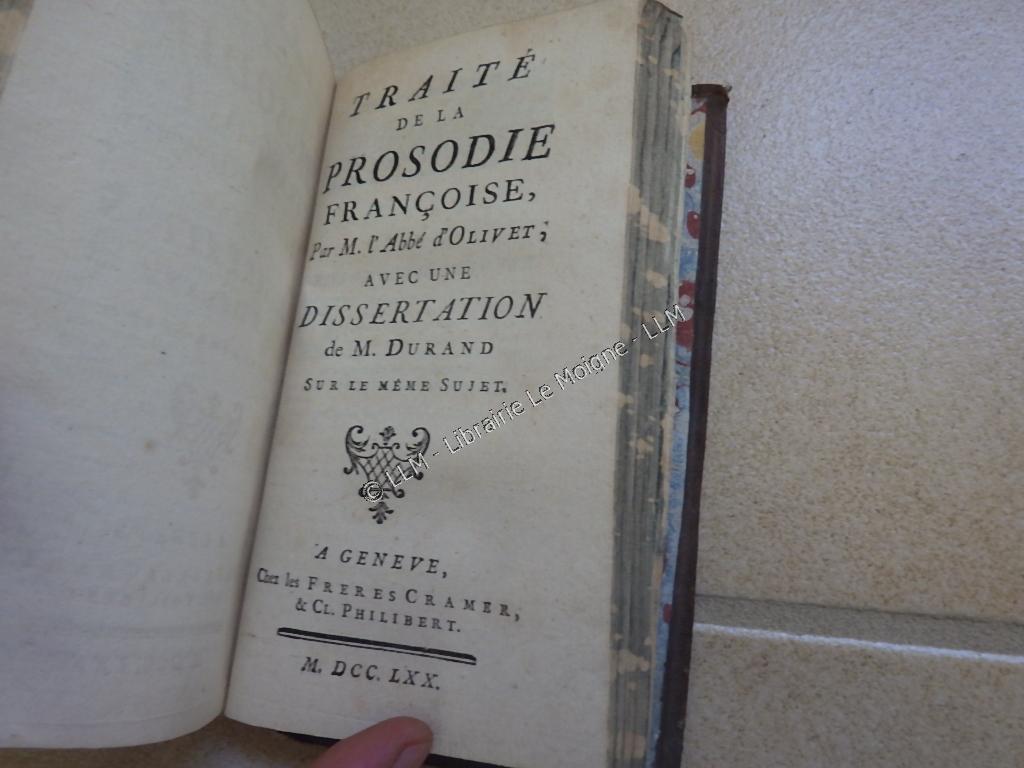 TRAITÉ
DE LA
PROSODIE
FRANÇOISE,
Par M. l'Abbé d'OLIVET;
AVEC UNE
DISSERTATION
de M. DURAND
SUR LE MÊME SUJET.
A GENEVE,
Chez les FRERES CRAMER,
& CL. PHILIBERT.
M. DCC. LXX.
© LLM - Librairie Le Moigne - LLM